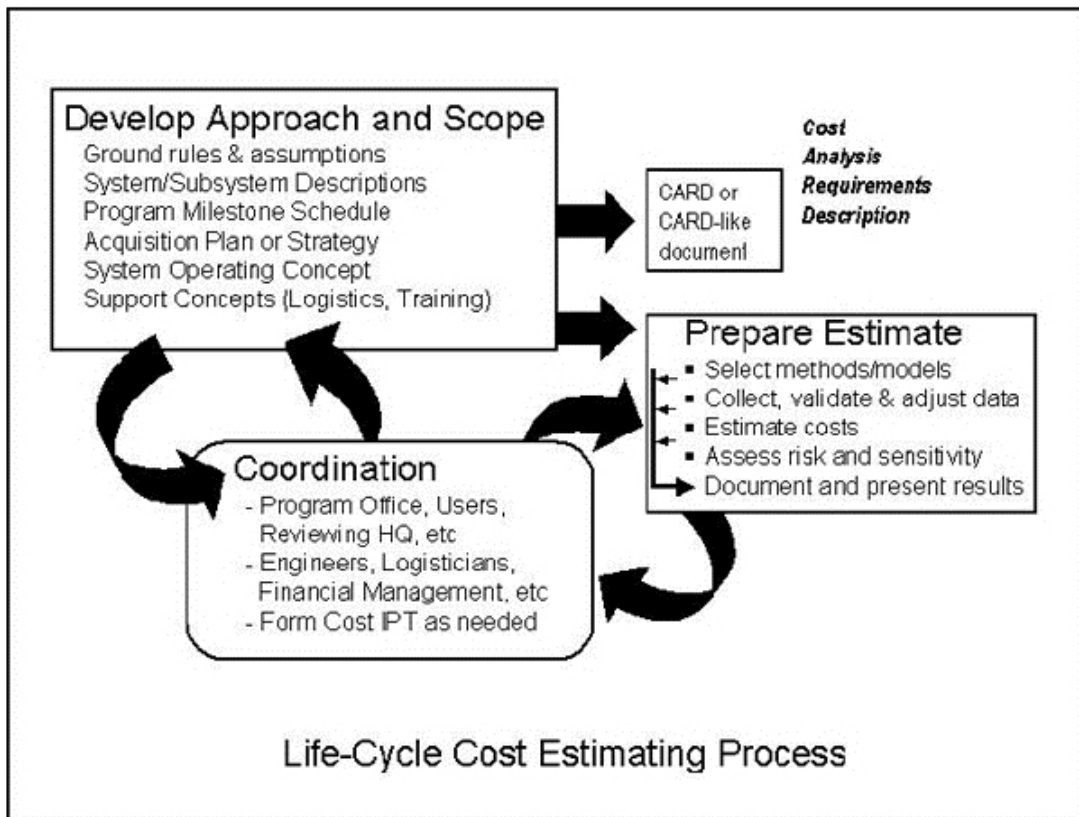 Develop Approach and Scope
Ground rules & assumptions
System/Subsystem Descriptions
Program Milestone Schedule
Acquisition Plan or Strategy
System Operating Concept
Support Concepts (Logistics, Training)
CARD or
CARD-like
document
Cost
Analysis
Requirements
Description
Prepare Estimate
▪ Select methods/models
▪ Collect, validate & adjust data
▪ Estimate costs
▪ Assess risk and sensitivity
Document and present results
Coordination
- Program Office, Users,
Reviewing HQ, etc
- Engineers, Logisticians,
Financial Management, etc
- Form Cost IPT as needed
Life-Cycle Cost Estimating Process